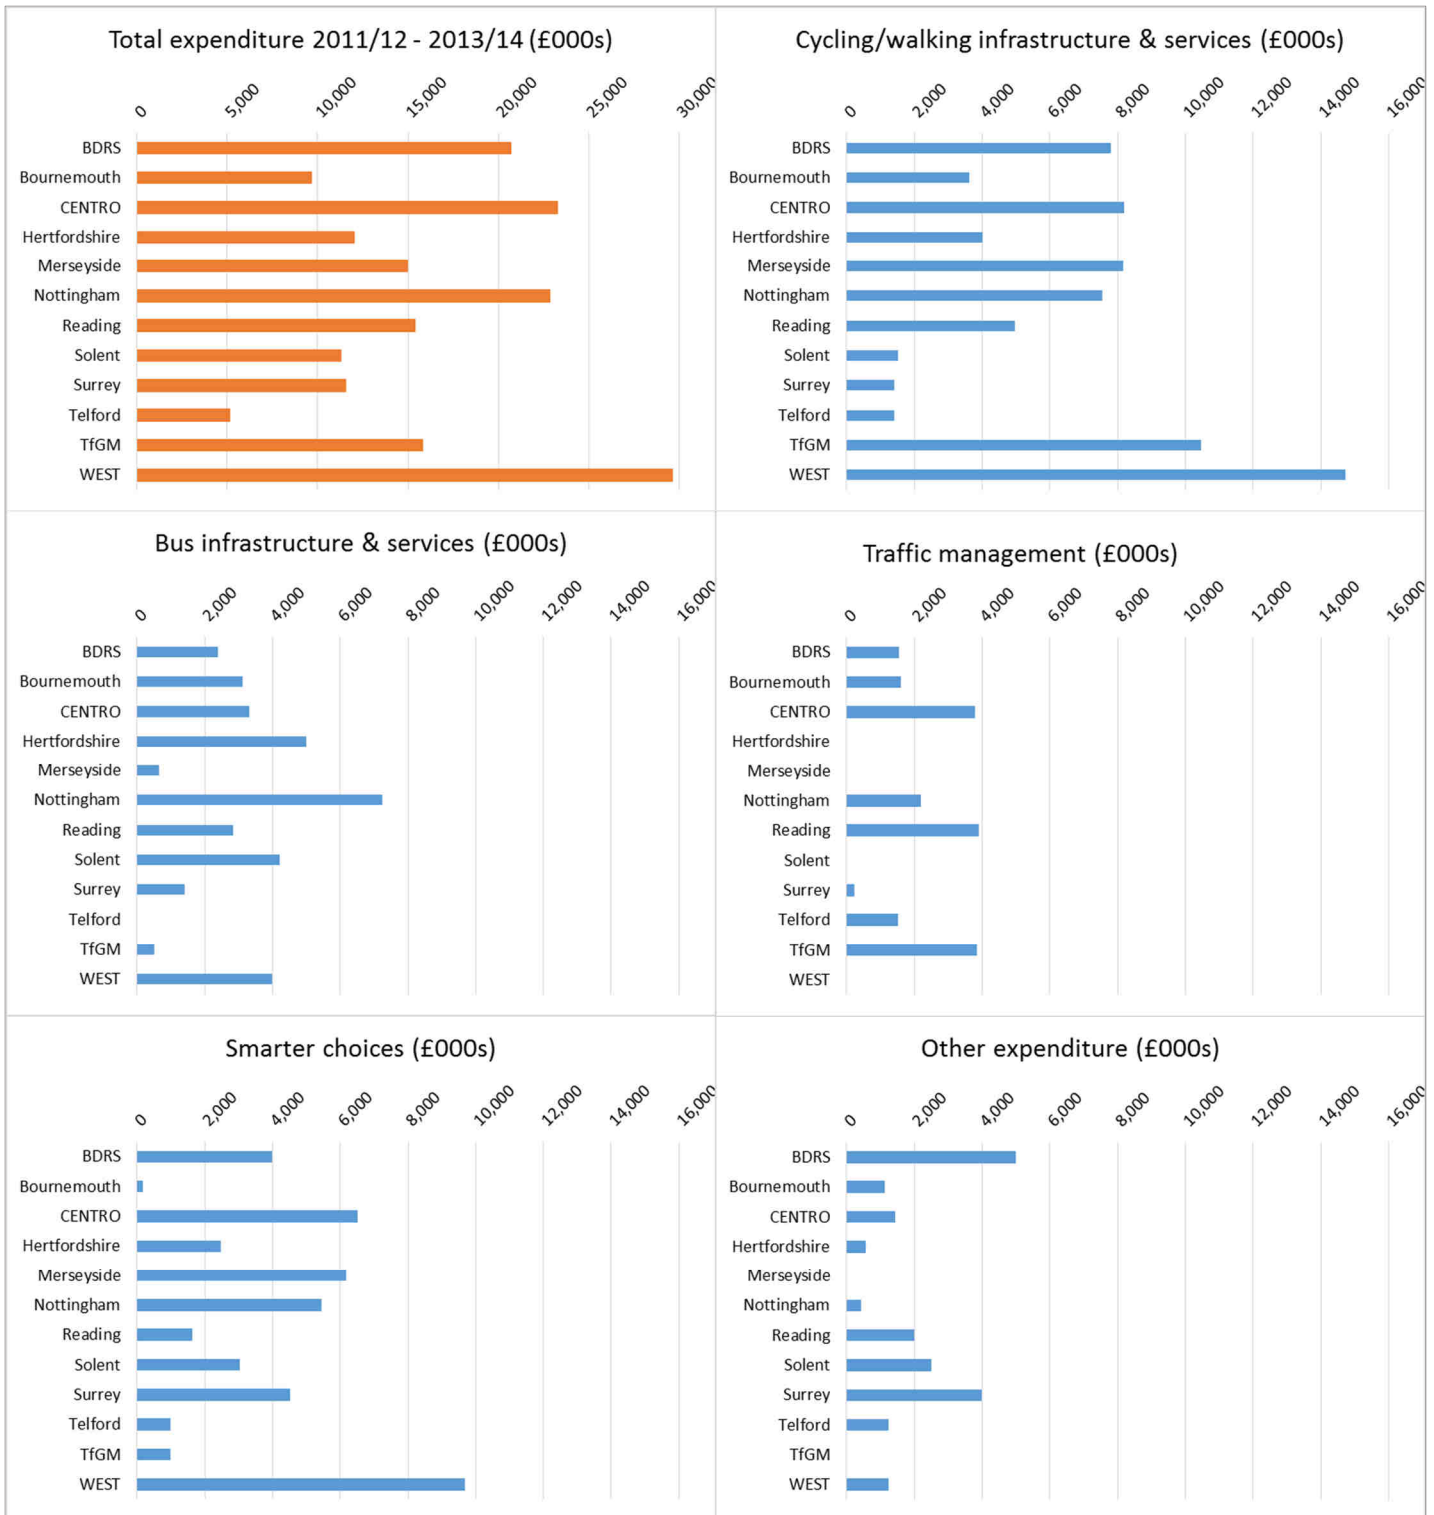 Total expenditure 2011/12 - 2013/14 (£000s)
0 5,000 10,000 15,000 20,000 25,000 30,000
BDRS
Bournemouth
CENTRO
Hertfordshire
Merseyside
Nottingham
Reading
Solent
Surrey
Telford
TfGM
WEST
Cycling/walking infrastructure & services (£000s)
0 2,000 4,000 6,000 8,000 10,000 12,000 14,000 16,000
BDRS
Bournemouth
CENTRO
Hertfordshire
Merseyside
Nottingham
Reading
Solent
Surrey
Telford
TfGM
WEST
Bus infrastructure & services (£000s)
0 2,000 4,000 6,000 8,000 10,000 12,000 14,000 16,000
BDRS
Bournemouth
CENTRO
Hertfordshire
Merseyside
Nottingham
Reading
Solent
Surrey
Telford
TfGM
WEST
Traffic management (£000s)
0 2,000 4,000 6,000 8,000 10,000 12,000 14,000 16,000
BDRS
Bournemouth
CENTRO
Hertfordshire
Merseyside
Nottingham
Reading
Solent
Surrey
Telford
TfGM
WEST
Smarter choices (£000s)
0 2,000 4,000 6,000 8,000 10,000 12,000 14,000 16,000
BDRS
Bournemouth
CENTRO
Hertfordshire
Merseyside
Nottingham
Reading
Solent
Surrey
Telford
TfGM
WEST
Other expenditure (£000s)
0 2,000 4,000 6,000 8,000 10,000 12,000 14,000 16,000
BDRS
Bournemouth
CENTRO
Hertfordshire
Merseyside
Nottingham
Reading
Solent
Surrey
Telford
TfGM
WEST